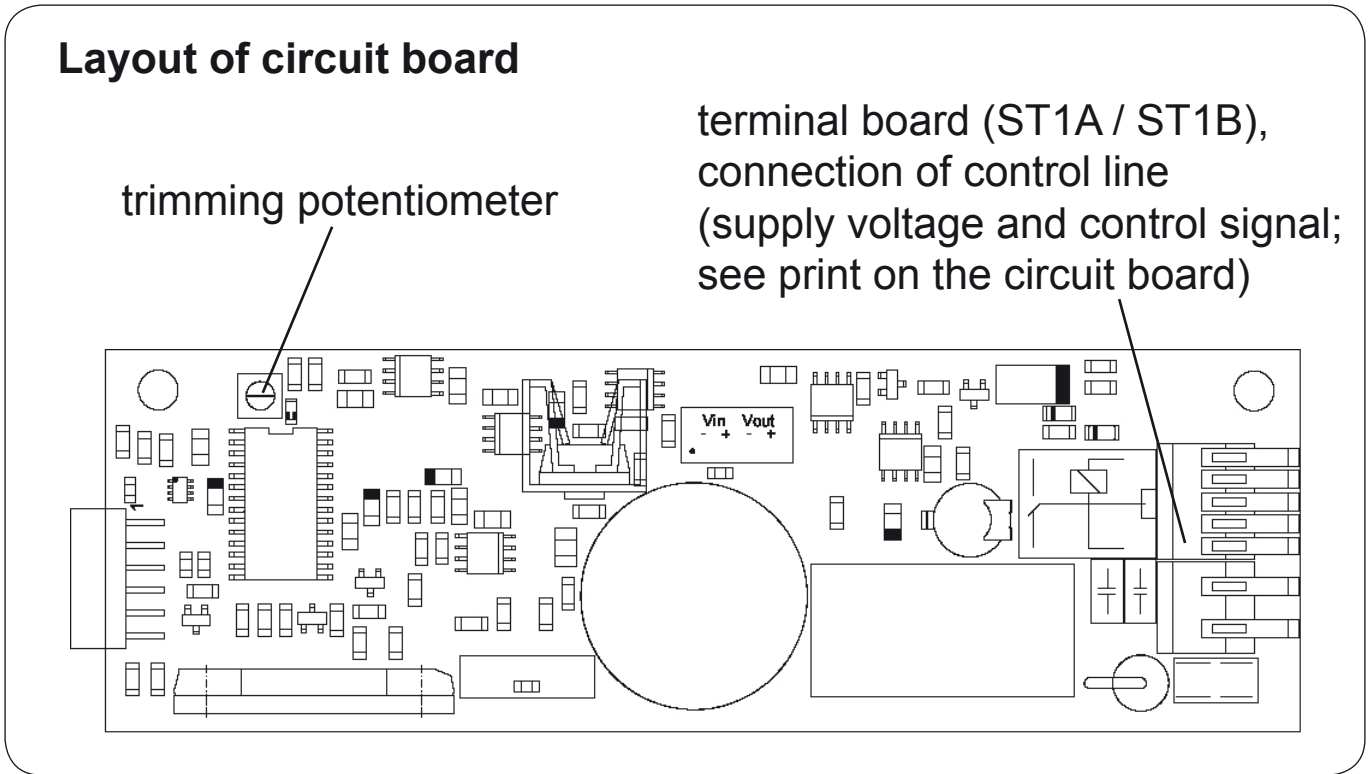 Layout of circuit board
terminal board (ST1A / ST1B),
connection of control line
(supply voltage and control signal;
see print on the circuit board)
trimming potentiometer
Vin Vout
- + - +
1